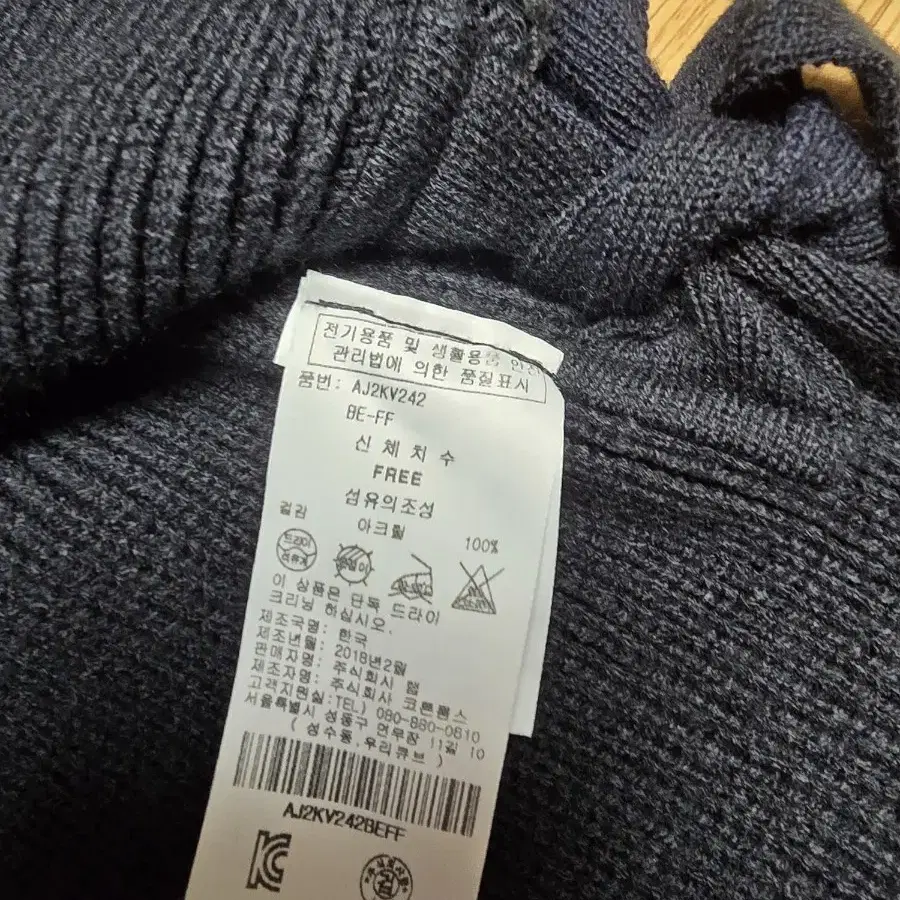 전기용품 및 생활용품 안전
관리법에 의한 품질표시
품번: AJ2KV242
BE-FF
신 체 치 수
FREE
섬유의조성
겉감
아크릴 100%
드라이
이 상품은 단독 드라이
크리닝 하십시오.
제조국명: 한국
제조년월: 2018년2월
판매자명: 주식회사
제조자명: 주식회사 코튼폴스
고객지원실:TEL) 080-880-0610
서울특별시 성동구 연무장 11길 10
( 성수동,우리큐브 )
AJ2KV242BEFF